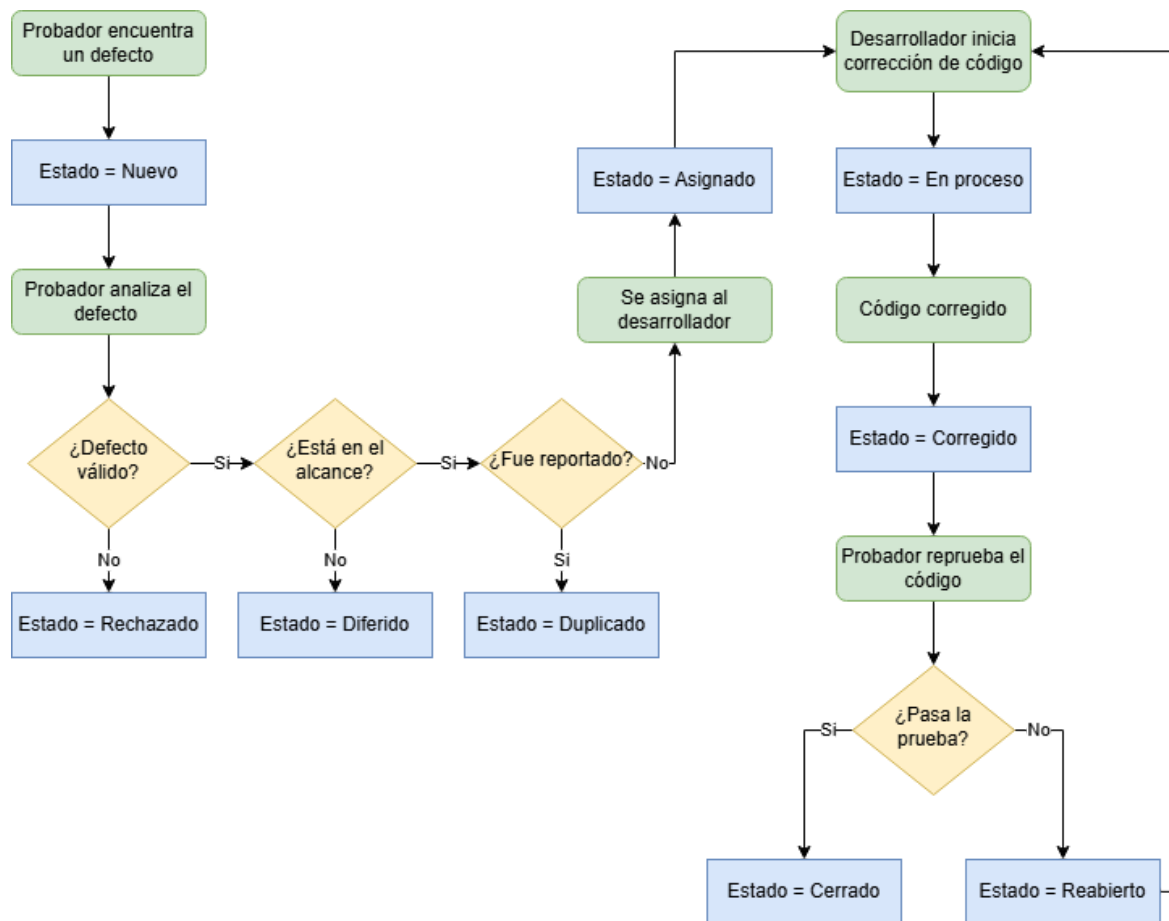 Probador encuentra
un defecto
Estado = Nuevo
Probador analiza el
defecto
¿Defecto
válido?
Si
No
Estado = Rechazado
¿Está en el
alcance?
Si
No
Estado = Diferido
¿Fue reportado?
No
Si
Estado = Duplicado
Se asigna al
desarrollador
Estado = Asignado
Desarrollador inicia
corrección de código
Estado = En proceso
Código corregido
Estado = Corregido
Probador reprueba el
código
¿Pasa la
prueba?
Si
No
Estado = Cerrado
Estado = Reabierto